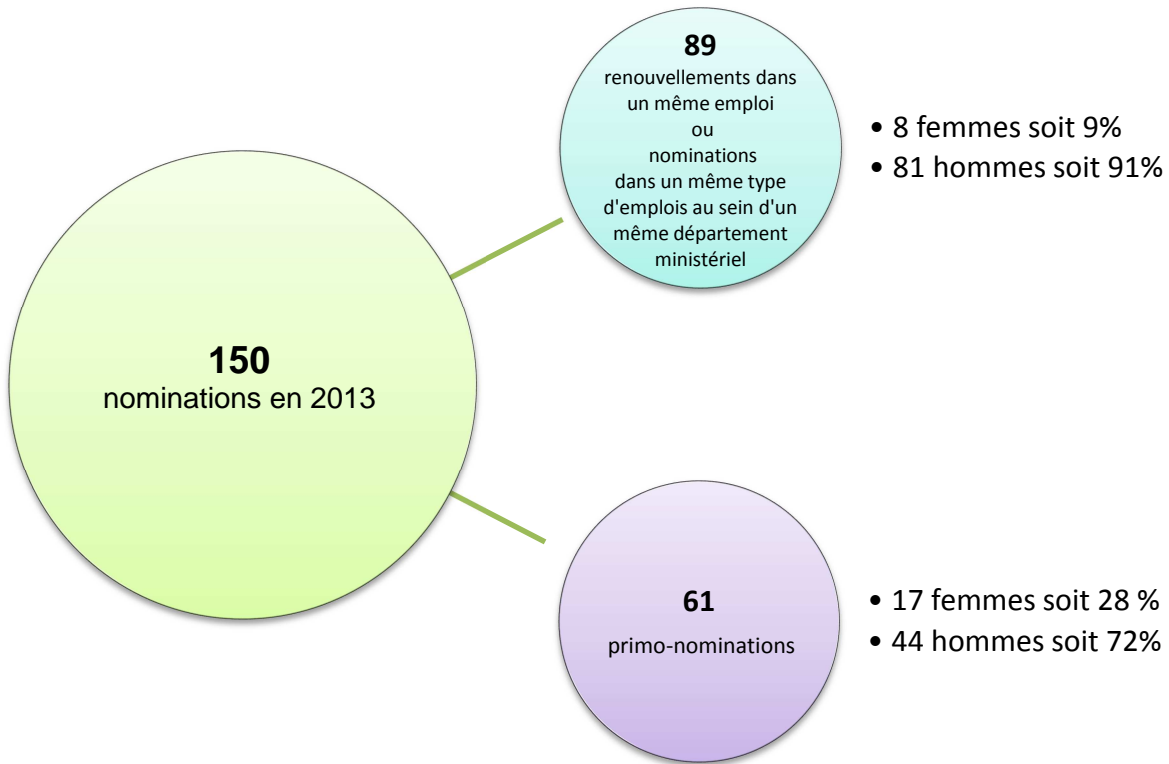 150
nominations en 2013
89
renouvellements dans
un même emploi
ou
nominations
dans un même type
d'emplois au sein d'un
même département
ministériel
• 8 femmes soit 9%
• 81 hommes soit 91%
61
primo-nominations
• 17 femmes soit 28 %
• 44 hommes soit 72%